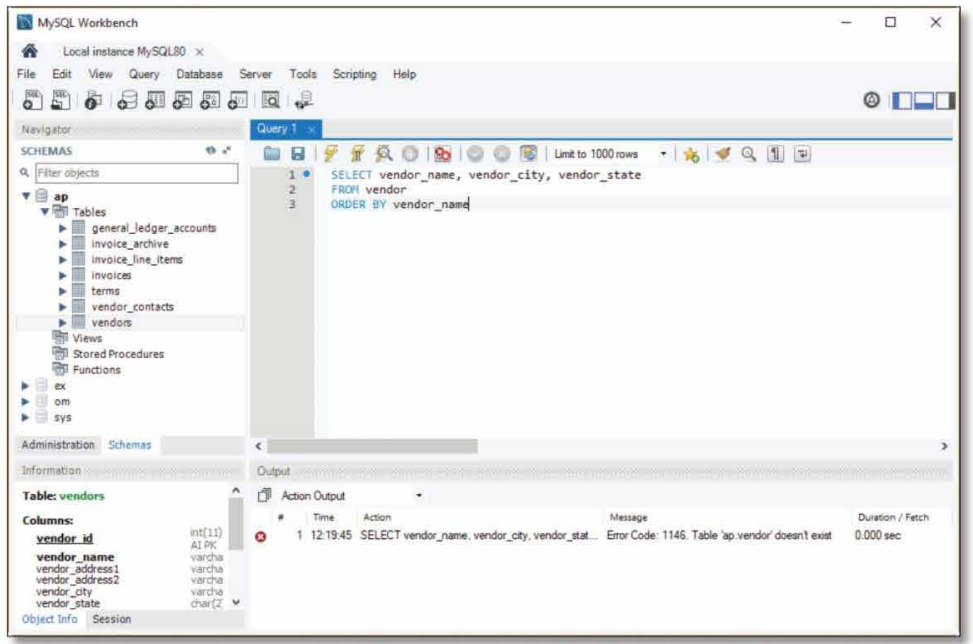 MySQL Workbench
Local instance MySQL80 ×
File Edit View Query Database Server Tools Scripting Help
Navigator
Query 1 ×
SCHEMAS
Filter objects
Limit to 1000 rows
ap
Tables
general_ledger_accounts
invoice_archive
invoice_line_items
invoices
terms
vendor_contacts
vendors
Views
Stored Procedures
Functions
ex
om
sys
1 SELECT vendor_name, vendor_city, vendor_state
2 FROM vendor
3 ORDER BY vendor_name
Administration Schemas
Information
Table: vendors
Columns:
vendor_id int(11)
AI PK
vendor_name varcha
vendor_address1 varcha
vendor_address2 varcha
vendor_city varcha
vendor_state char(2
Object Info Session
Output
Action Output
# Time Action Message Duration / Fetch
1 12:19:45 SELECT vendor_name, vendor_city, vendor_stat... Error Code: 1146. Table 'ap.vendor' doesn't exist 0.000 sec